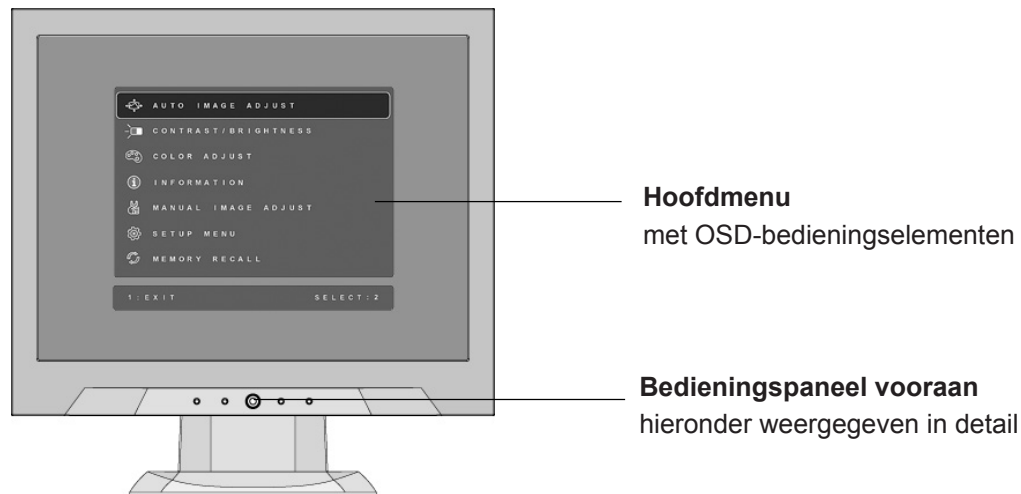 AUTO IMAGE ADJUST
CONTRAST/BRIGHTNESS
COLOR ADJUST
INFORMATION
MANUAL IMAGE ADJUST
SETUP MENU
MEMORY RECALL
1:EXIT SELECT:2
Hoofdmenu
met OSD-bedieningselementen
Bedieningspaneel vooraan
hieronder weergegeven in detail